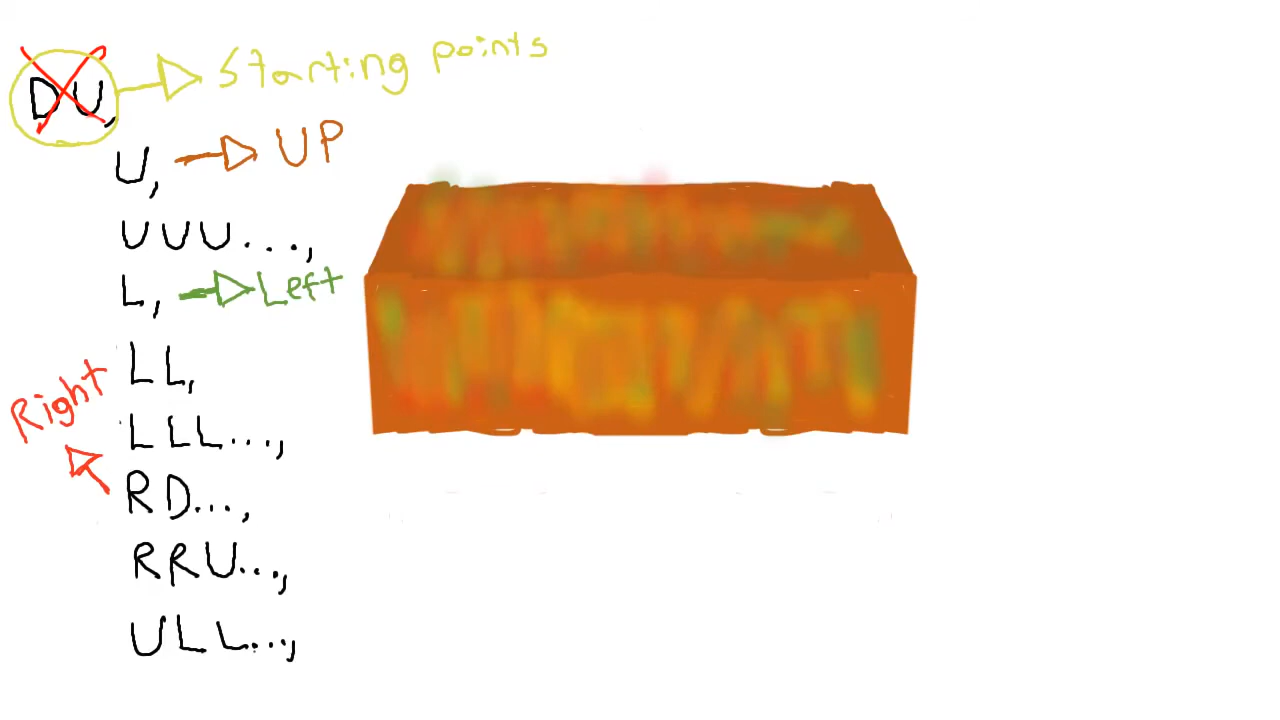 DU, Starting points
U, UP
UUU...,
L, Left
LL,
Right
LLL...,
RD...,
RRU...,
ULL...,